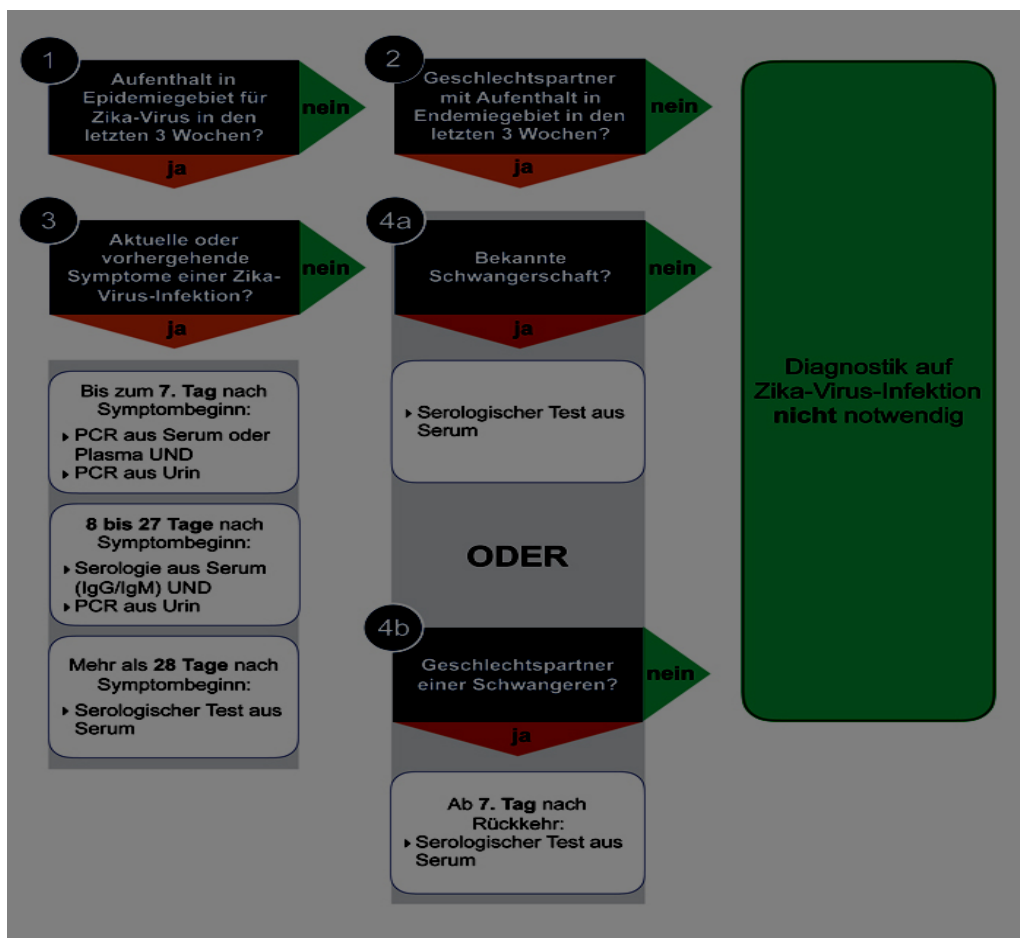 1
Aufenthalt in
Epidemiegebiet für
Zika-Virus in den
letzten 3 Wochen?
nein
ja
2
Geschlechtspartner
mit Aufenthalt in
Endemiegebiet in den
letzten 3 Wochen?
nein
ja
3
Aktuelle oder
vorhergehende
Symptome einer Zika-
Virus-Infektion?
nein
ja
Bis zum 7. Tag nach
Symptombeginn:
▸ PCR aus Serum oder
Plasma UND
▸ PCR aus Urin
8 bis 27 Tage nach
Symptombeginn:
▸ Serologie aus Serum
(IgG/IgM) UND
▸ PCR aus Urin
Mehr als 28 Tage nach
Symptombeginn:
▸ Serologischer Test aus
Serum
4a
Bekannte
Schwangerschaft?
nein
ja
▸ Serologischer Test aus
Serum
ODER
4b
Geschlechtspartner
einer Schwangeren?
nein
ja
Ab 7. Tag nach
Rückkehr:
▸ Serologischer Test aus
Serum
Diagnostik auf
Zika-Virus-Infektion
nicht notwendig